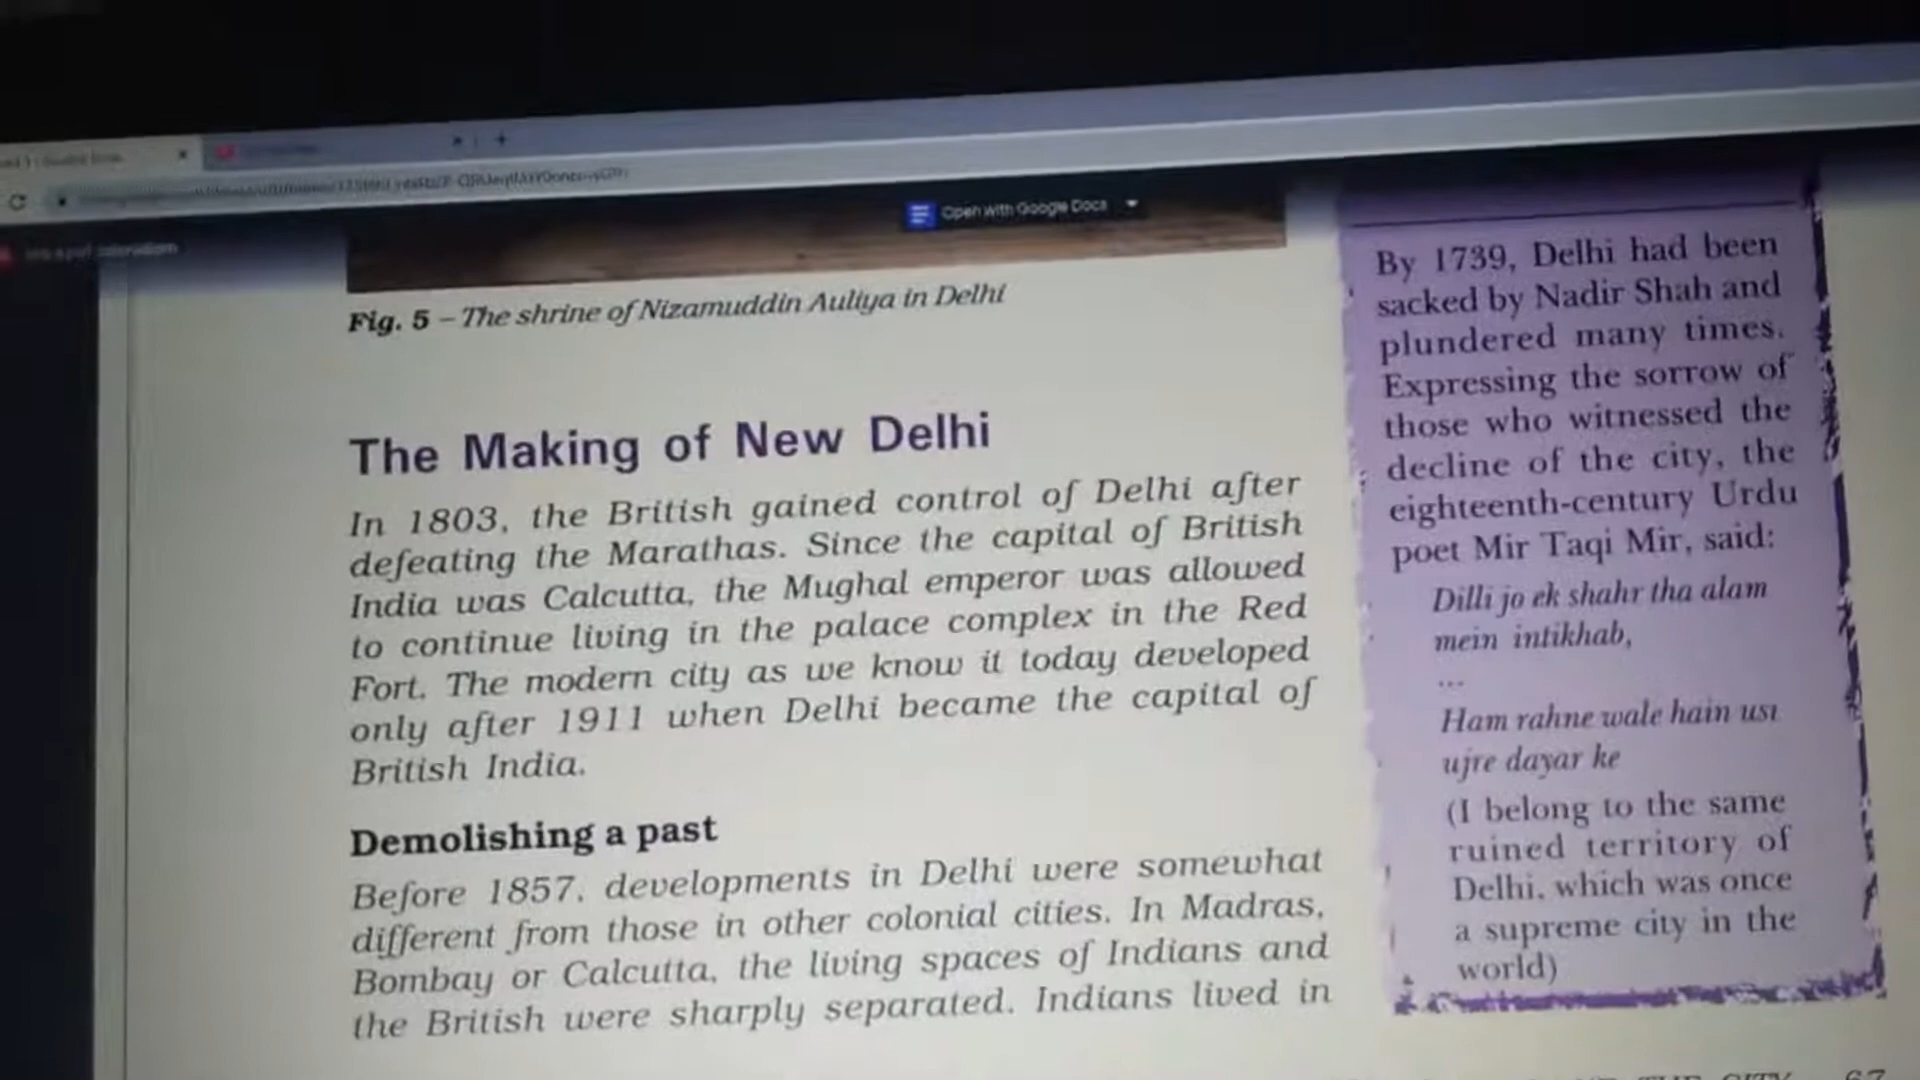 Open with Google Docs
Fig. 5 – The shrine of Nizamuddin Auliya in Delhi
The Making of New Delhi
In 1803, the British gained control of Delhi after
defeating the Marathas. Since the capital of British
India was Calcutta, the Mughal emperor was allowed
to continue living in the palace complex in the Red
Fort. The modern city as we know it today developed
only after 1911 when Delhi became the capital of
British India.
Demolishing a past
Before 1857, developments in Delhi were somewhat
different from those in other colonial cities. In Madras,
Bombay or Calcutta, the living spaces of Indians and
the British were sharply separated. Indians lived in
By 1739, Delhi had been
sacked by Nadir Shah and
plundered many times.
Expressing the sorrow of
those who witnessed the
decline of the city, the
eighteenth-century Urdu
poet Mir Taqi Mir, said:
Dilli jo ek shahr tha alam
mein intikhab,
...
Ham rahne wale hain usi
ujre dayar ke
(I belong to the same
ruined territory of
Delhi, which was once
a supreme city in the
world)
THE CITY 67